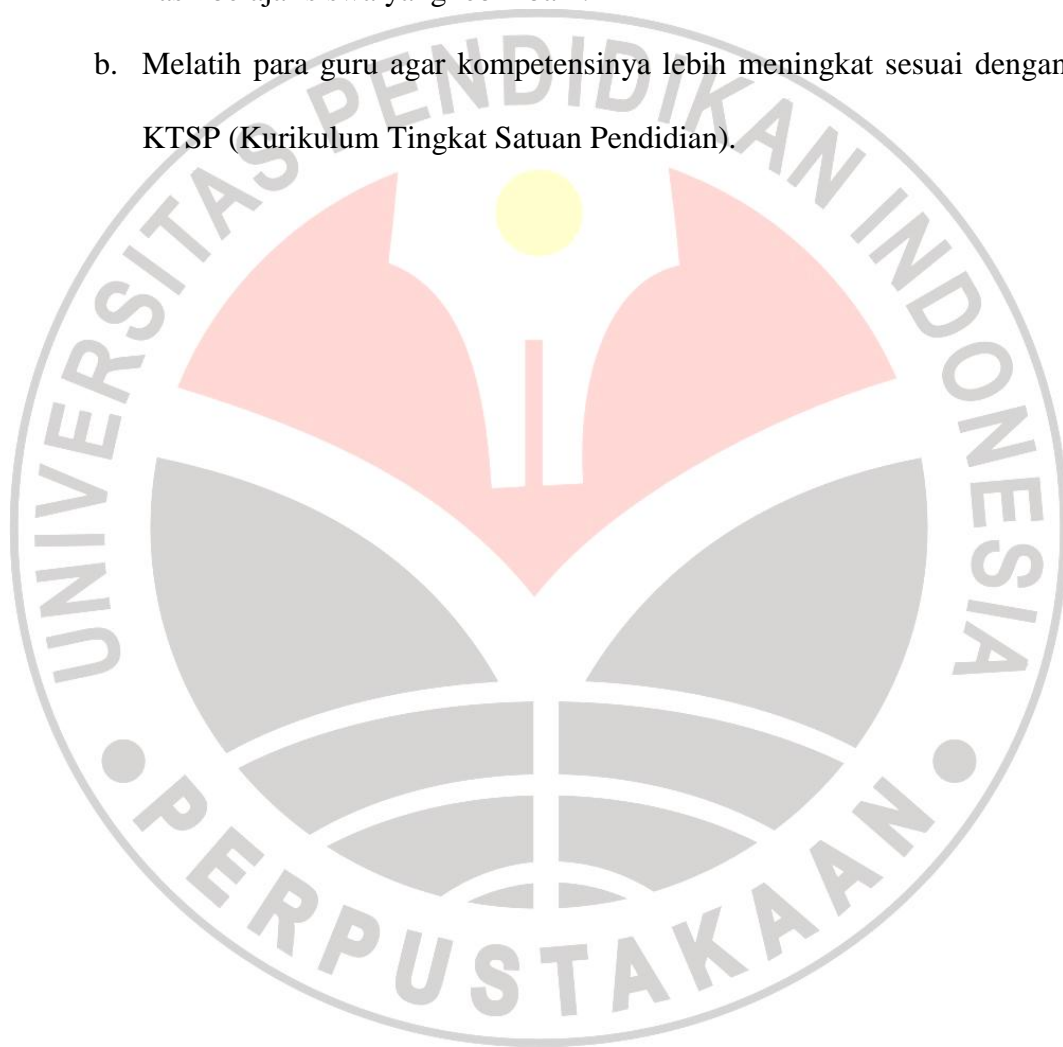 b. Melatih para guru agar kompetensinya lebih meningkat sesuai dengan
KTSP (Kurikulum Tingkat Satuan Pendidian).
UNIVERSITAS PENDIDIKAN INDONESIA
PERPUSTAKAAN